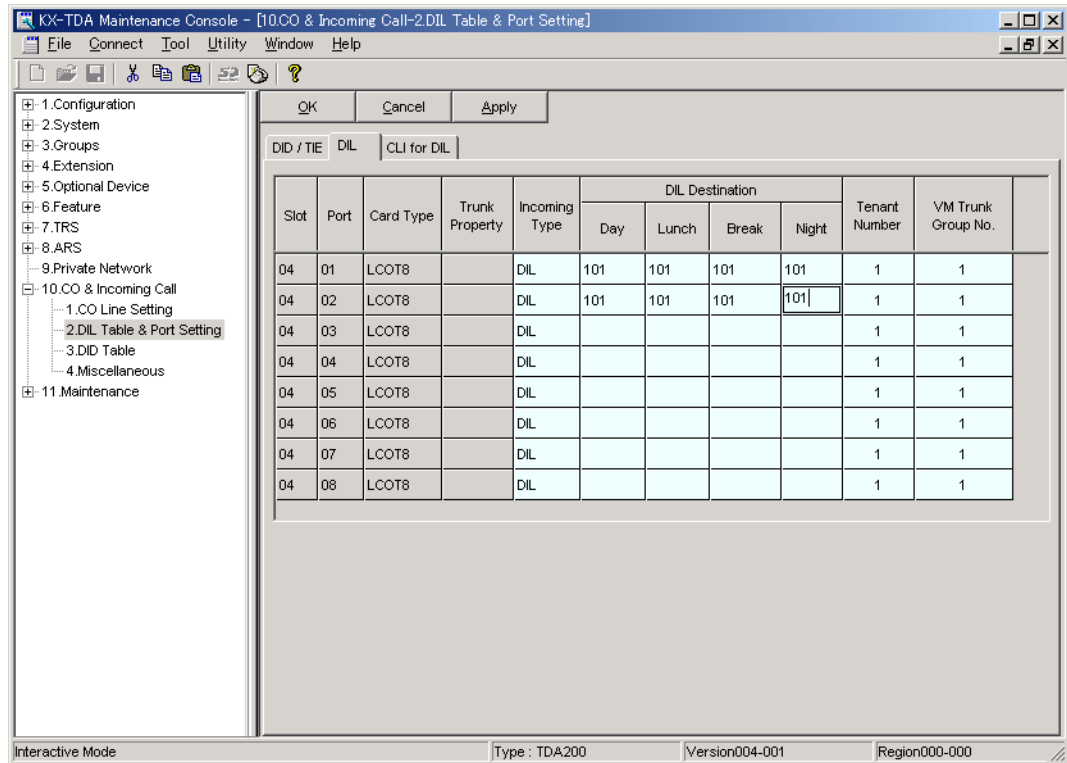 KX-TDA Maintenance Console - [10.CO & Incoming Call-2.DIL Table & Port Setting]
File Connect Tool Utility Window Help
1.Configuration
2.System
3.Groups
4.Extension
5.Optional Device
6.Feature
7.TRS
8.ARS
9.Private Network
10.CO & Incoming Call
1.CO Line Setting
2.DIL Table & Port Setting
3.DID Table
4.Miscellaneous
11.Maintenance
OK Cancel Apply
DID / TIE DIL CLI for DIL
Slot Port Card Type Trunk Property Incoming Type DIL Destination Day Lunch Break Night Tenant Number VM Trunk Group No.
04 01 LCOT8 DIL 101 101 101 101 1 1
04 02 LCOT8 DIL 101 101 101 101 1 1
04 03 LCOT8 DIL 1 1
04 04 LCOT8 DIL 1 1
04 05 LCOT8 DIL 1 1
04 06 LCOT8 DIL 1 1
04 07 LCOT8 DIL 1 1
04 08 LCOT8 DIL 1 1
Interactive Mode Type : TDA200 Version004-001 Region000-000